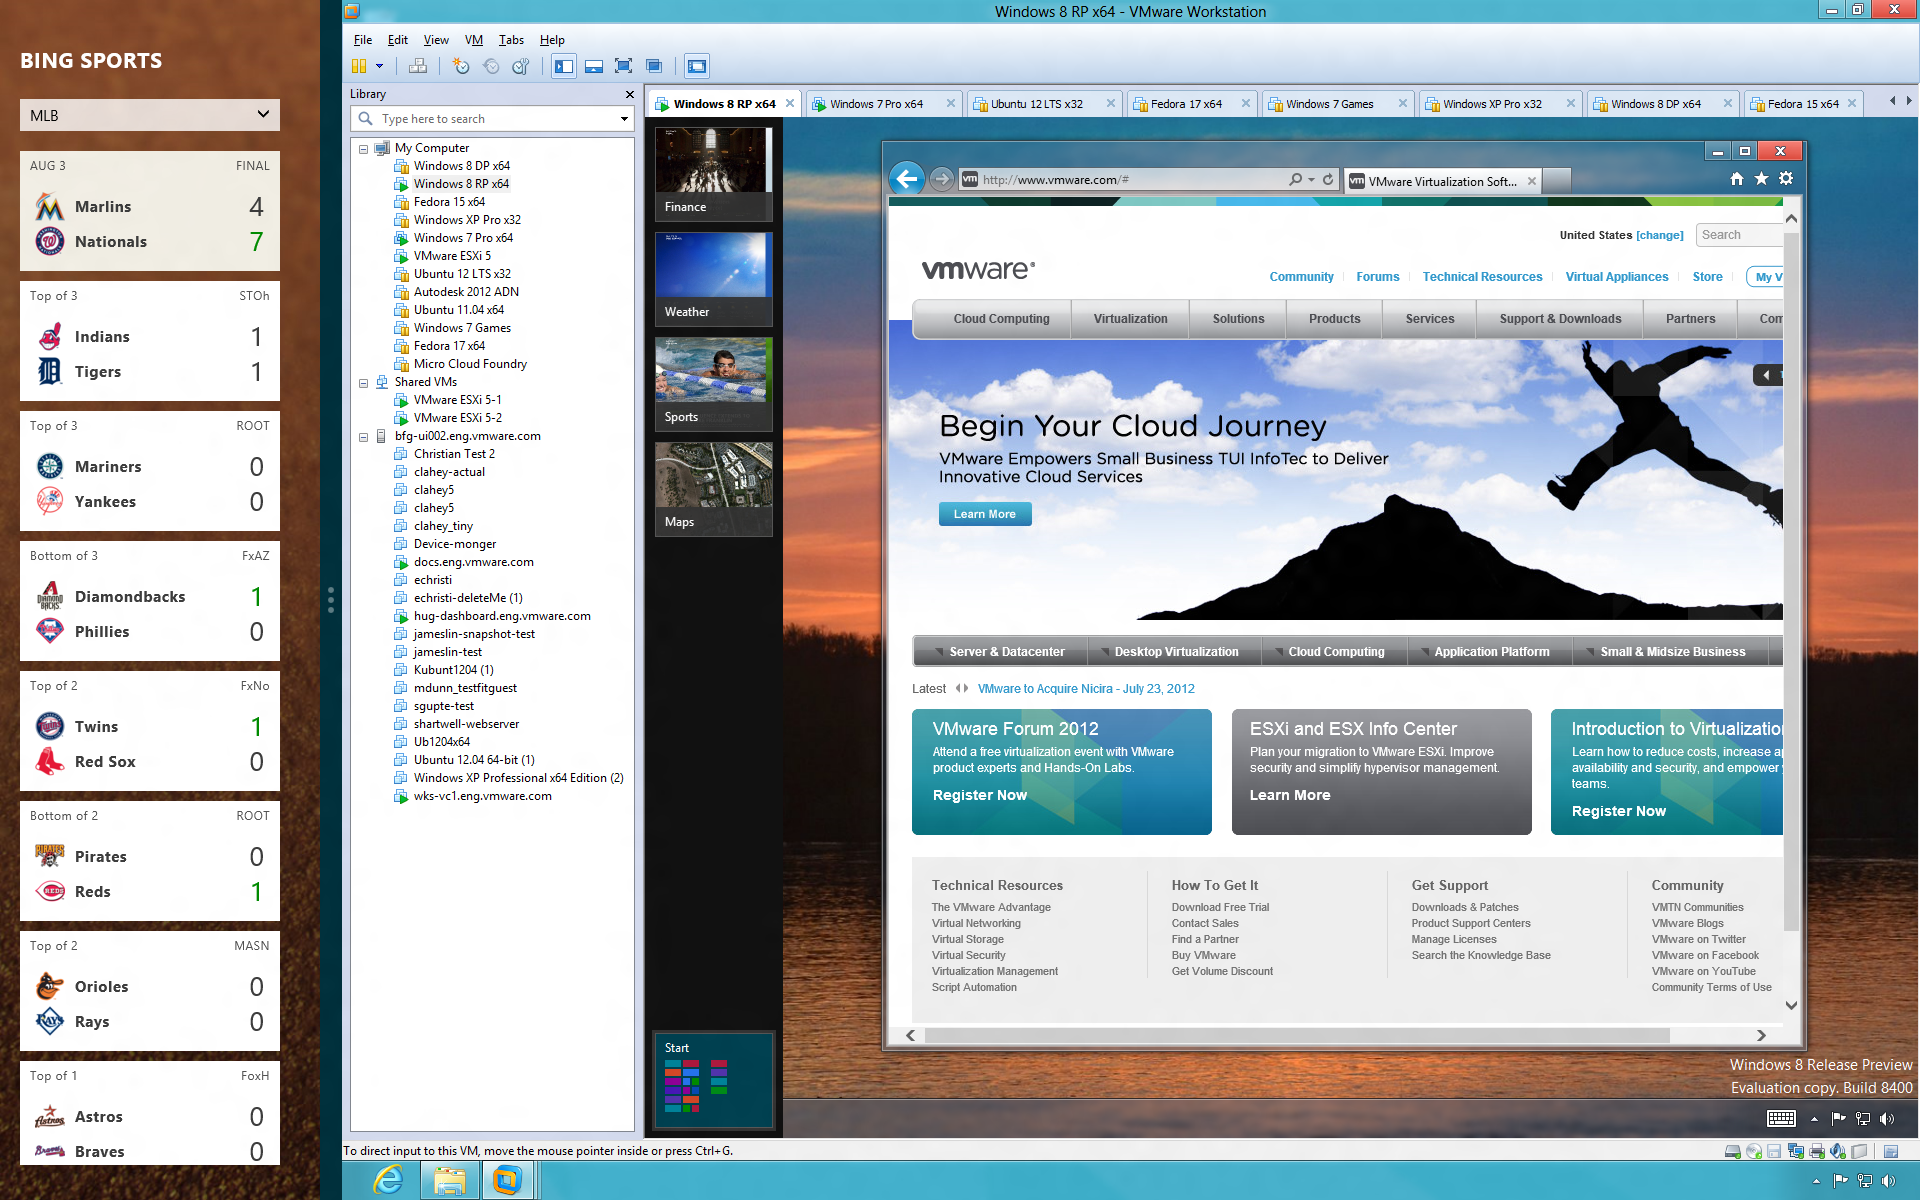 BING SPORTS
MLB
AUG 3 FINAL
Marlins 4
Nationals 7
Top of 3 STOh
Indians 1
Tigers 1
Top of 3 ROOT
Mariners 0
Yankees 0
Bottom of 3 FxAZ
Diamondbacks 1
Phillies 0
Top of 2 FxNo
Twins 1
Red Sox 0
Bottom of 2 ROOT
Pirates 0
Reds 1
Top of 2 MASN
Orioles 0
Rays 0
Top of 1 FoxH
Astros 0
Braves 0
Windows 8 RP x64 - VMware Workstation
File Edit View VM Tabs Help
Library
Type here to search
My Computer
Windows 8 DP x64
Windows 8 RP x64
Fedora 15 x64
Windows XP Pro x32
Windows 7 Pro x64
VMware ESXi 5
Ubuntu 12 LTS x32
Autodesk 2012 ADN
Ubuntu 11.04 x64
Windows 7 Games
Fedora 17 x64
Micro Cloud Foundry
Shared VMs
VMware ESXi 5-1
VMware ESXi 5-2
bfg-ui002.eng.vmware.com
Christian Test 2
clahey-actual
clahey5
clahey5
clahey_tiny
Device-monger
docs.eng.vmware.com
echristi
echristi-deleteMe (1)
hug-dashboard.eng.vmware.com
jameslin-snapshot-test
jameslin-test
Kubunt1204 (1)
mdunn_testfitguest
sgupte-test
shartwell-webserver
Ub1204x64
Ubuntu 12.04 64-bit (1)
Windows XP Professional x64 Edition (2)
wks-vc1.eng.vmware.com
Windows 8 RP x64 Windows 7 Pro x64 Ubuntu 12 LTS x32 Fedora 17 x64 Windows 7 Games Windows XP Pro x32 Windows 8 DP x64 Fedora 15 x64
Finance
Weather
Sports
Maps
Start
vm http://www.vmware.com/# vm VMware Virtualization Soft...
United States [change] Search
vmware®
Community Forums Technical Resources Virtual Appliances Store My V
Cloud Computing Virtualization Solutions Products Services Support & Downloads Partners Com
Begin Your Cloud Journey
VMware Empowers Small Business TUI InfoTec to Deliver
Innovative Cloud Services
Learn More
Server & Datacenter Desktop Virtualization Cloud Computing Application Platform Small & Midsize Business
Latest VMware to Acquire Nicira - July 23, 2012
VMware Forum 2012
Attend a free virtualization event with VMware
product experts and Hands-On Labs.
Register Now
ESXi and ESX Info Center
Plan your migration to VMware ESXi. Improve
security and simplify hypervisor management.
Learn More
Introduction to Virtualization
Learn how to reduce costs, increase ap
availability and security, and empower
teams.
Register Now
Technical Resources
The VMware Advantage
Virtual Networking
Virtual Storage
Virtual Security
Virtualization Management
Script Automation
How To Get It
Download Free Trial
Contact Sales
Find a Partner
Buy VMware
Get Volume Discount
Get Support
Downloads & Patches
Product Support Centers
Manage Licenses
Search the Knowledge Base
Community
VMTN Communities
VMware Blogs
VMware on Twitter
VMware on Facebook
VMware on YouTube
Community Terms of Use
Windows 8 Release Preview
Evaluation copy. Build 8400
To direct input to this VM, move the mouse pointer inside or press Ctrl+G.